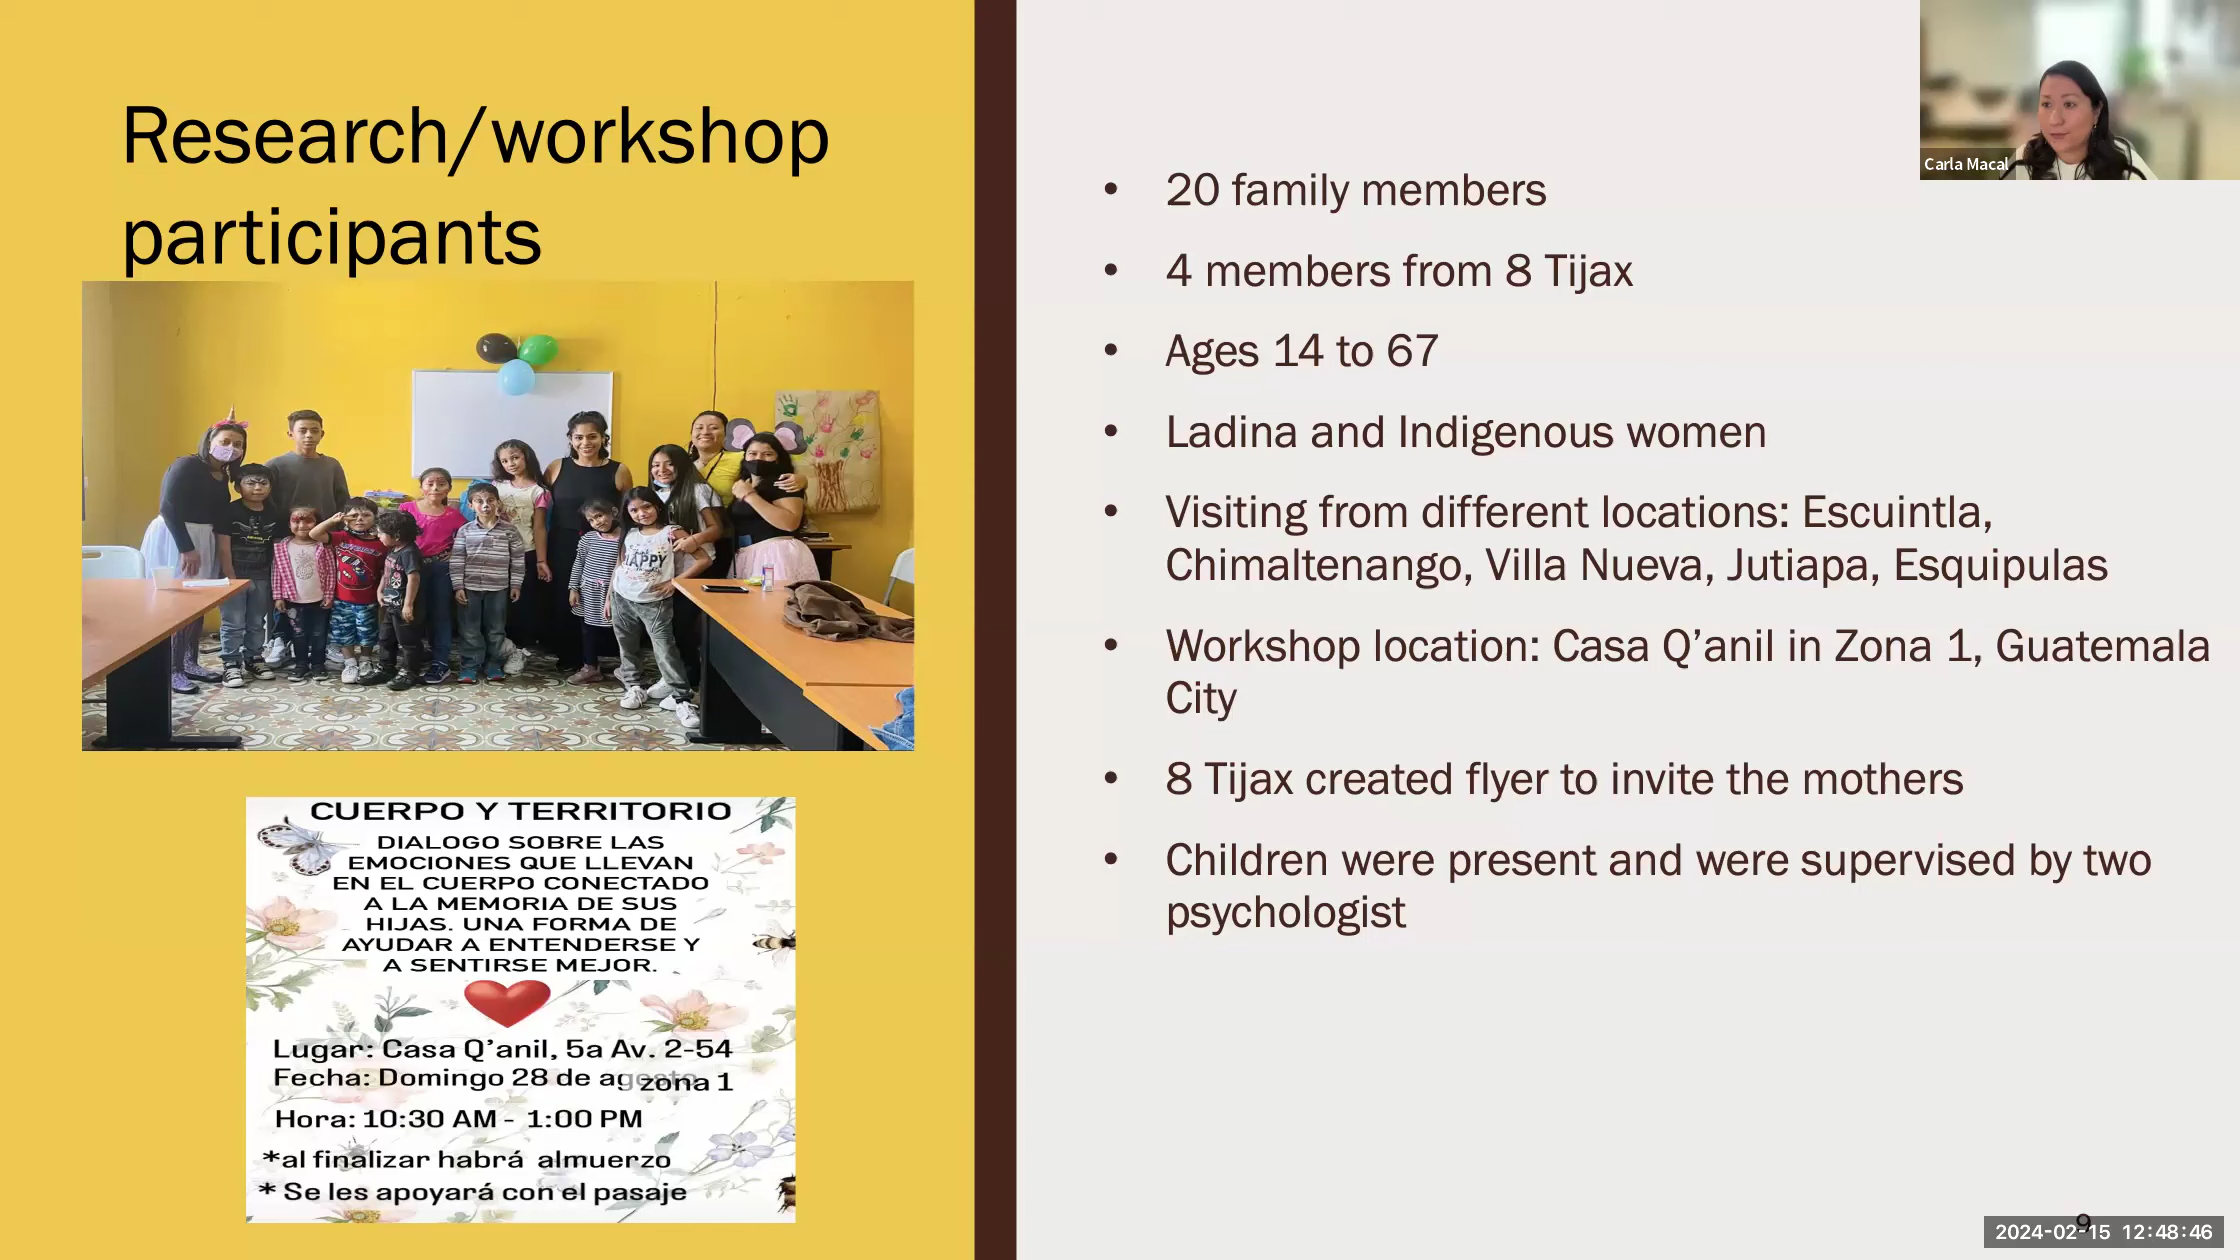 Research/workshop
participants
HAPPY
CUERPO Y TERRITORIO
DIALOGO SOBRE LAS
EMOCIONES QUE LLEVAN
EN EL CUERPO CONECTADO
A LA MEMORIA DE SUS
HIJAS. UNA FORMA DE
AYUDAR A ENTENDERSE Y
A SENTIRSE MEJOR.
Lugar: Casa Q'anil, 5a Av. 2-54
zona 1
Fecha: Domingo 28 de agosto
Hora: 10:30 AM - 1:00 PM
*al finalizar habrá almuerzo
* Se les apoyará con el pasaje
• 20 family members
• 4 members from 8 Tijax
• Ages 14 to 67
• Ladina and Indigenous women
• Visiting from different locations: Escuintla,
Chimaltenango, Villa Nueva, Jutiapa, Esquipulas
• Workshop location: Casa Q’anil in Zona 1, Guatemala
City
• 8 Tijax created flyer to invite the mothers
• Children were present and were supervised by two
psychologist
Carla Macal
9
2024-02-15 12:48:46